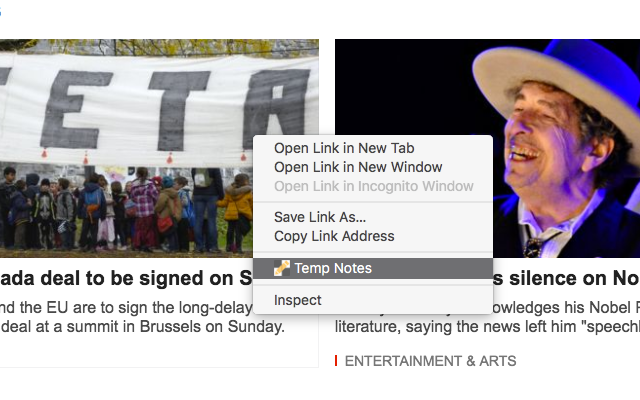 ETA
Open Link in New Tab
Open Link in New Window
Open Link in Incognito Window
Save Link As...
Copy Link Address
Temp Notes
Inspect
ada deal to be signed on S
nd the EU are to sign the long-delay
deal at a summit in Brussels on Sunday.
s silence on No
knowledges his Nobel
literature, saying the news left him "speechl
ENTERTAINMENT & ARTS